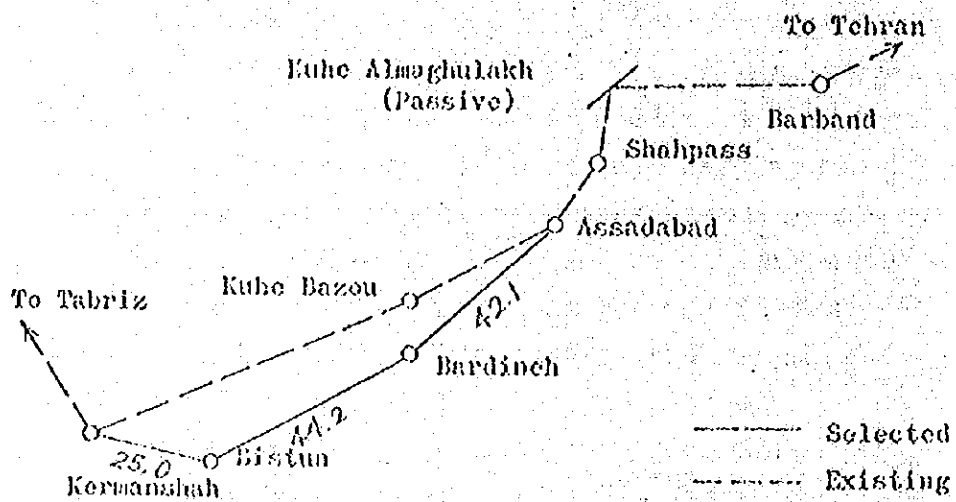 To Tehran
Kuhe Almaghulakh
(Passive)
Barband
Shahpass
Assadabad
Kuhe Bazou
To Tabriz
42.1
Bardineh
44.2
25.0
Bistun
Kermanshah
Selected
Existing